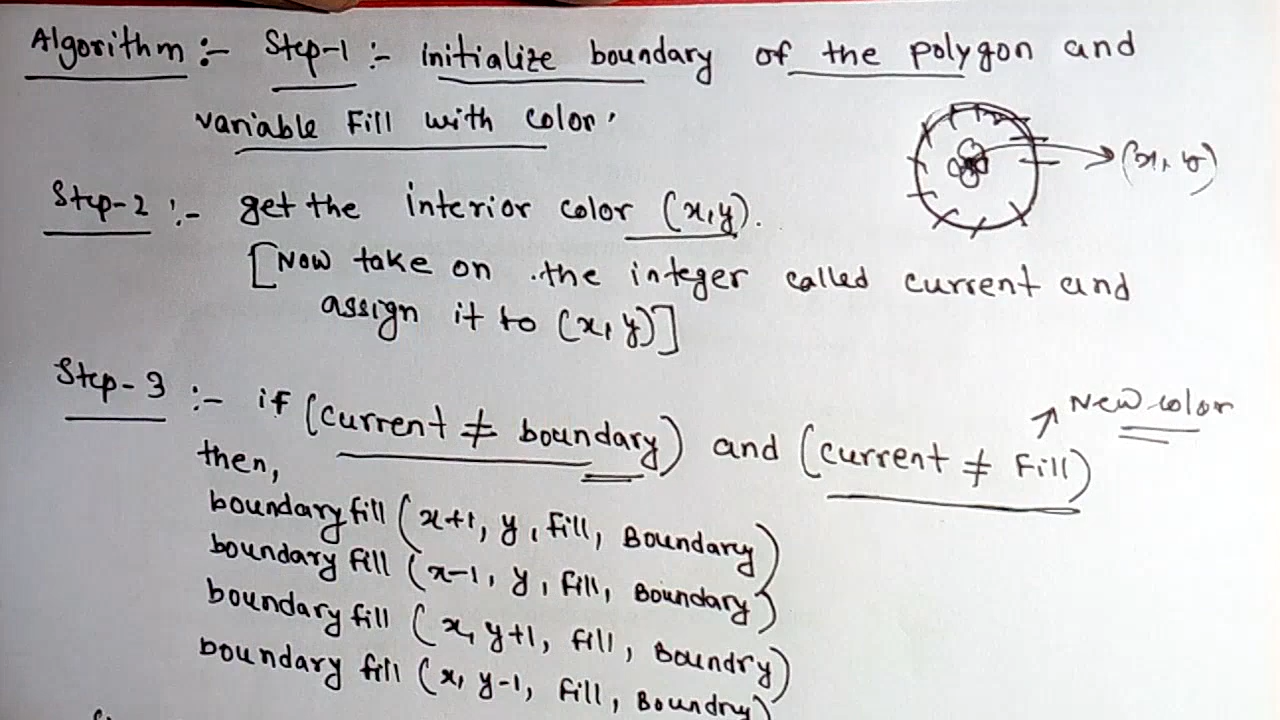 Algorithm :- Step-1 :- initialize boundary of the polygon and
variable Fill with color.
(x, y)
Step-2 :- get the interior color (x,y).
[Now take on the integer called current and
assign it to (x, y)]
New color
Step-3 :- if (current ≠ boundary) and (current ≠ Fill)
then,
boundary fill (x+1, y, Fill, Boundary)
boundary fill (x-1, y, Fill, Boundary)
boundary fill (x, y+1, fill, Boundry)
boundary fill (x, y-1, Fill, Boundry)